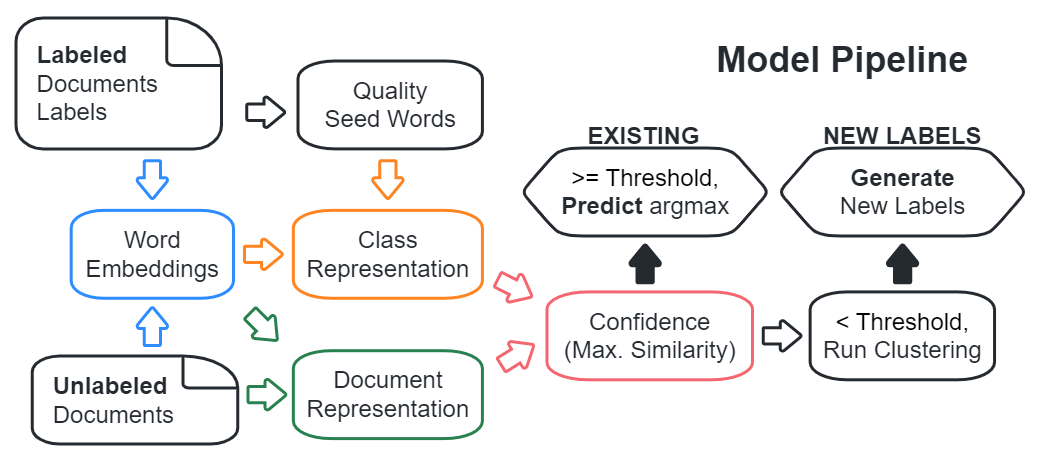 Model Pipeline
Labeled
Documents
Labels
Quality
Seed Words
Word
Embeddings
Class
Representation
Unlabeled
Documents
Document
Representation
Confidence
(Max. Similarity)
EXISTING
>= Threshold,
Predict argmax
< Threshold,
Run Clustering
NEW LABELS
Generate
New Labels